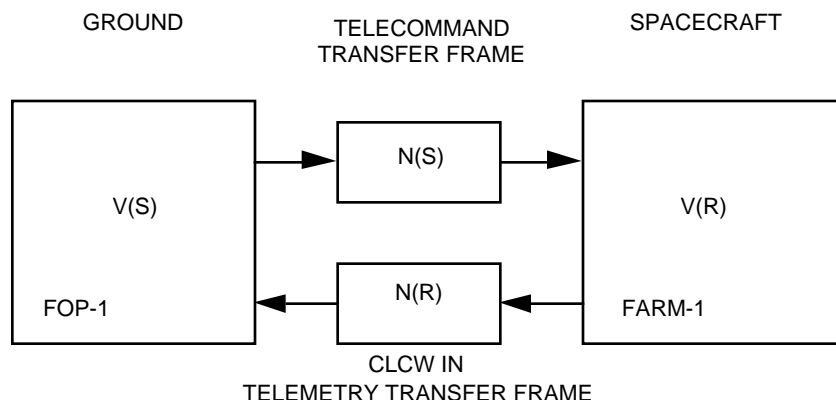 GROUND
TELECOMMAND
TRANSFER FRAME
SPACECRAFT
V(S)
FOP-1
N(S)
N(R)
V(R)
FARM-1
CLCW IN
TELEMETRY TRANSFER FRAME